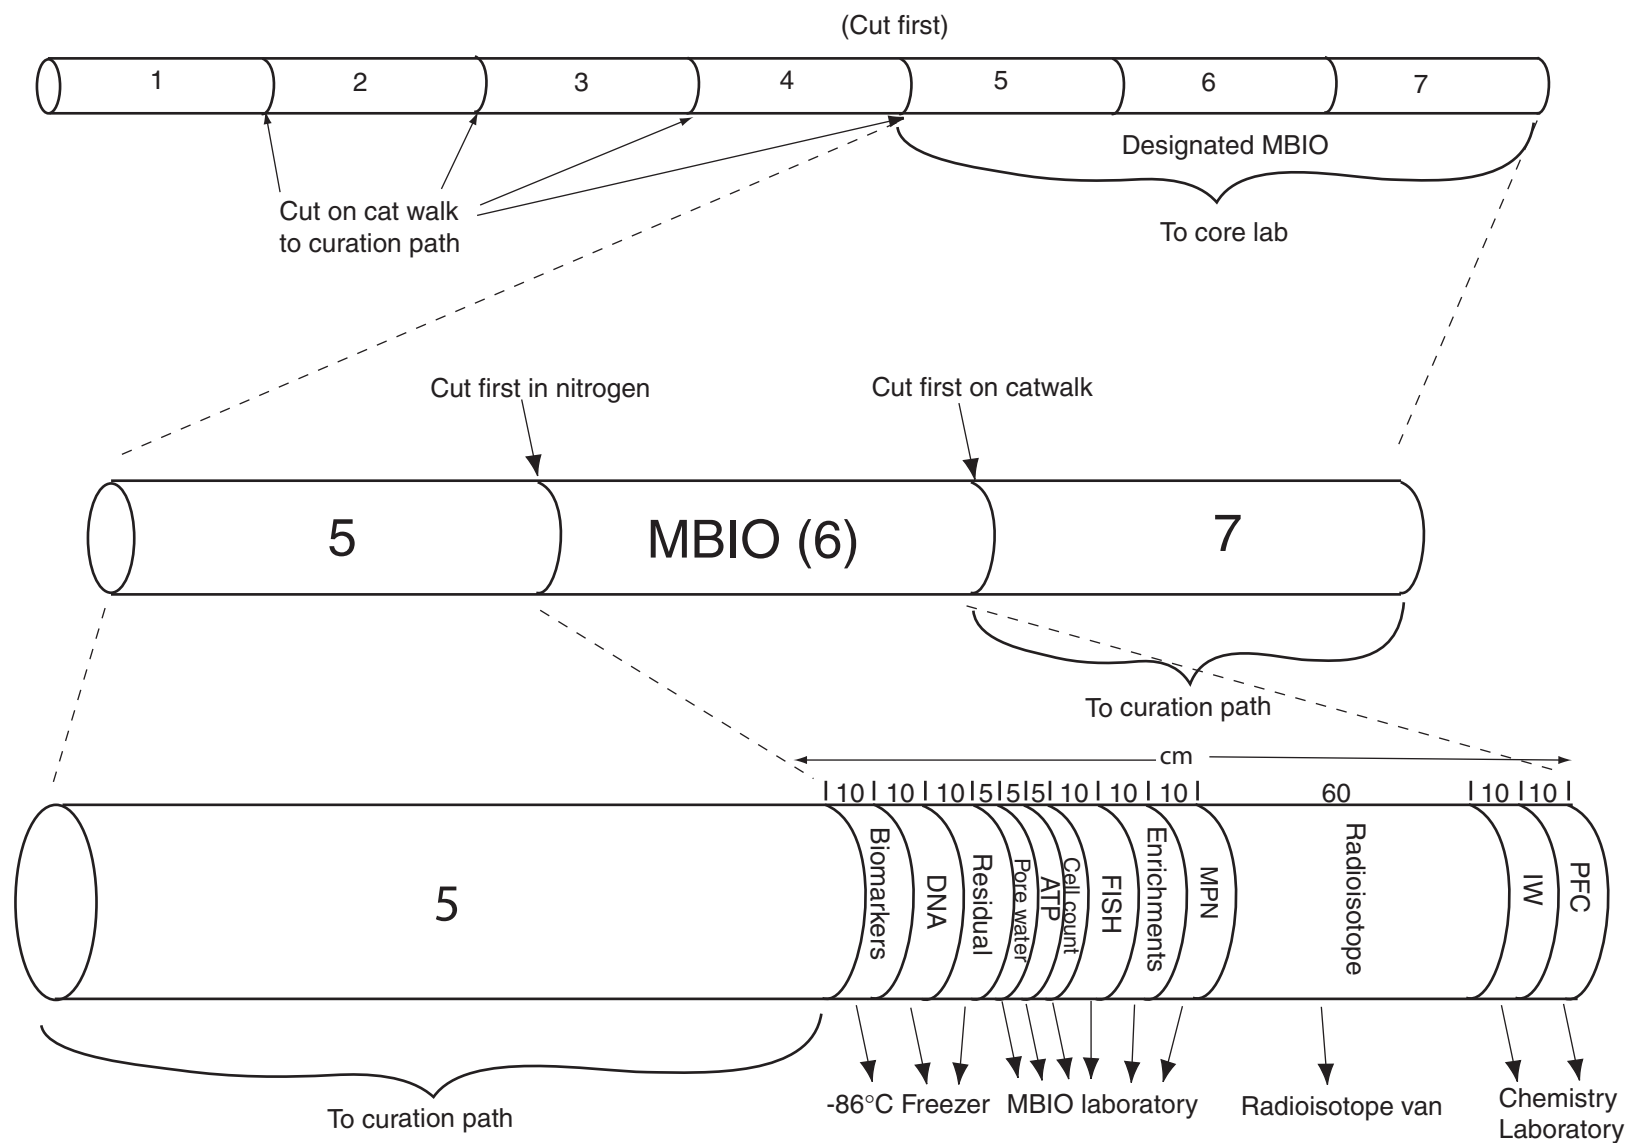 (Cut first)
1 2 3 4 5 6 7
Designated MBIO
Cut on cat walk
to curation path
To core lab
Cut first in nitrogen
Cut first on catwalk
5
MBIO (6)
7
To curation path
cm
10 10 10 5 5 5 10 10 10 60 10 10
5
Biomarkers
DNA
Residual
Pore water
ATP
Cell count
FISH
Enrichments
MPN
Radioisotope
IW
PFC
To curation path
-86°C Freezer
MBIO laboratory
Radioisotope van
Chemistry
Laboratory